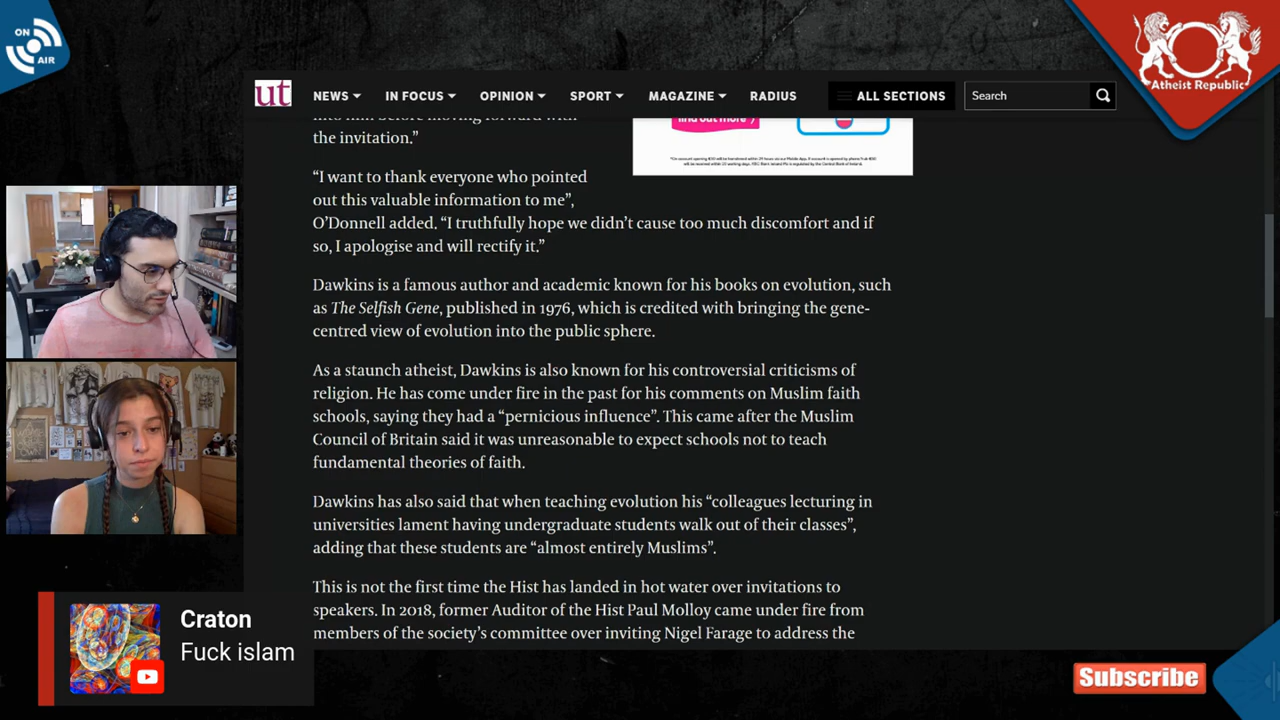 ON
AIR
ut
NEWS
IN FOCUS
OPINION
SPORT
MAGAZINE
RADIUS
ALL SECTIONS
Search
Atheist Republic
into him before moving forward with
the invitation.”
find out more
“I want to thank everyone who pointed
out this valuable information to me”,
O’Donnell added. “I truthfully hope we didn’t cause too much discomfort and if
so, I apologise and will rectify it.”
Dawkins is a famous author and academic known for his books on evolution, such
as The Selfish Gene, published in 1976, which is credited with bringing the gene-
centred view of evolution into the public sphere.
As a staunch atheist, Dawkins is also known for his controversial criticisms of
religion. He has come under fire in the past for his comments on Muslim faith
schools, saying they had a “pernicious influence”. This came after the Muslim
Council of Britain said it was unreasonable to expect schools not to teach
fundamental theories of faith.
Dawkins has also said that when teaching evolution his “colleagues lecturing in
universities lament having undergraduate students walk out of their classes”,
adding that these students are “almost entirely Muslims”.
This is not the first time the Hist has landed in hot water over invitations to
speakers. In 2018, former Auditor of the Hist Paul Molloy came under fire from
members of the society’s committee over inviting Nigel Farage to address the
Craton
Fuck islam
Subscribe